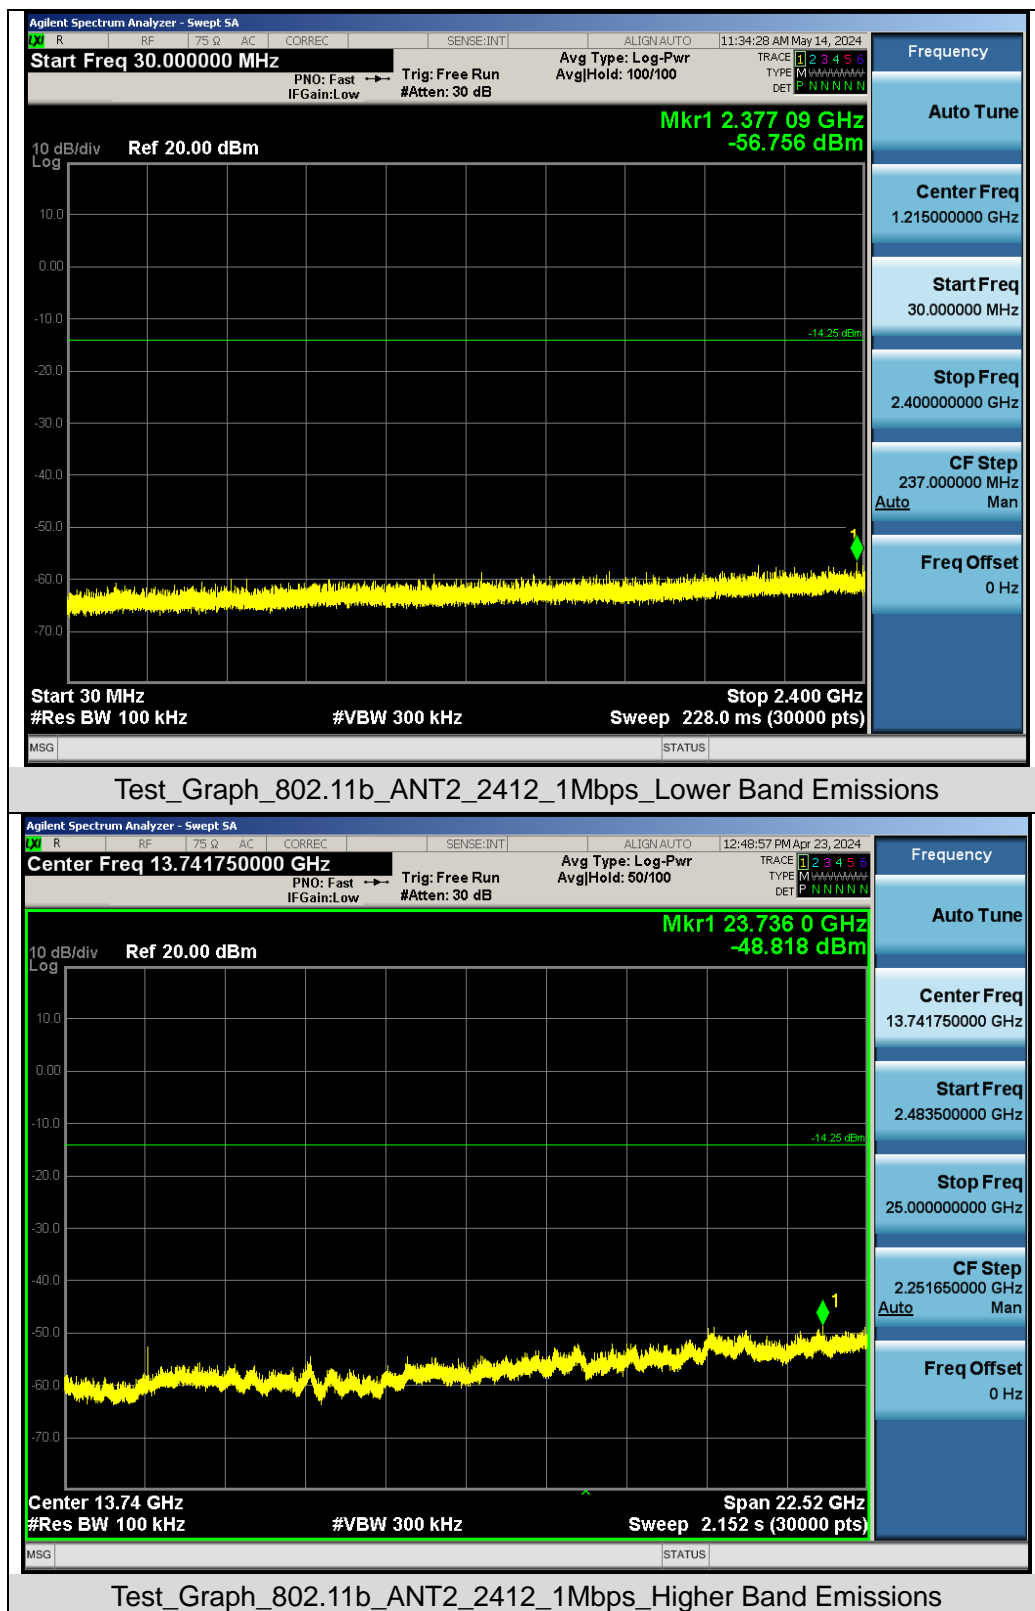 Agilent Spectrum Analyzer - Swept SA
LXI R RF 75 Ω AC CORREC SENSE:INT ALIGN AUTO 11:34:28 AM May 14, 2024
Start Freq 30.000000 MHz
PNO: Fast
IFGain:Low
Trig: Free Run
#Atten: 30 dB
Avg Type: Log-Pwr
Avg|Hold: 100/100
TRACE 1 2 3 4 5 6
TYPE M
DET P N N N N N
Mkr1 2.377 09 GHz
-56.756 dBm
10 dB/div
Log
Ref 20.00 dBm
10.0
0.00
-10.0
-14.25 dBm
-20.0
-30.0
-40.0
-50.0
1
-60.0
-70.0
Start 30 MHz
Stop 2.400 GHz
#Res BW 100 kHz
#VBW 300 kHz
Sweep 228.0 ms (30000 pts)
MSG
STATUS
Frequency
Auto Tune
Center Freq
1.215000000 GHz
Start Freq
30.000000 MHz
Stop Freq
2.400000000 GHz
CF Step
237.000000 MHz
Auto Man
Freq Offset
0 Hz
Test_Graph_802.11b_ANT2_2412_1Mbps_Lower Band Emissions
Agilent Spectrum Analyzer - Swept SA
LXI R RF 75 Ω AC CORREC SENSE:INT ALIGN AUTO 12:48:57 PM Apr 23, 2024
Center Freq 13.741750000 GHz
PNO: Fast
IFGain:Low
Trig: Free Run
#Atten: 30 dB
Avg Type: Log-Pwr
Avg|Hold: 50/100
TRACE 1 2 3 4 5 6
TYPE M
DET P N N N N N
Mkr1 23.736 0 GHz
-48.818 dBm
10 dB/div
Log
Ref 20.00 dBm
10.0
0.00
-10.0
-14.25 dBm
-20.0
-30.0
-40.0
1
-50.0
-60.0
-70.0
Center 13.74 GHz
Span 22.52 GHz
#Res BW 100 kHz
#VBW 300 kHz
Sweep 2.152 s (30000 pts)
MSG
STATUS
Frequency
Auto Tune
Center Freq
13.741750000 GHz
Start Freq
2.483500000 GHz
Stop Freq
25.000000000 GHz
CF Step
2.251650000 GHz
Auto Man
Freq Offset
0 Hz
Test_Graph_802.11b_ANT2_2412_1Mbps_Higher Band Emissions